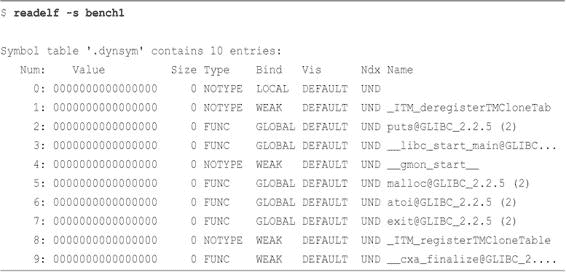 $ readelf -s bench1
Symbol table '.dynsym' contains 10 entries:
Num: Value Size Type Bind Vis Ndx Name
0: 0000000000000000 0 NOTYPE LOCAL DEFAULT UND
1: 0000000000000000 0 NOTYPE WEAK DEFAULT UND _ITM_deregisterTMCloneTab
2: 0000000000000000 0 FUNC GLOBAL DEFAULT UND puts@GLIBC_2.2.5 (2)
3: 0000000000000000 0 FUNC GLOBAL DEFAULT UND __libc_start_main@GLIBC...
4: 0000000000000000 0 NOTYPE WEAK DEFAULT UND __gmon_start__
5: 0000000000000000 0 FUNC GLOBAL DEFAULT UND malloc@GLIBC_2.2.5 (2)
6: 0000000000000000 0 FUNC GLOBAL DEFAULT UND atoi@GLIBC_2.2.5 (2)
7: 0000000000000000 0 FUNC GLOBAL DEFAULT UND exit@GLIBC_2.2.5 (2)
8: 0000000000000000 0 NOTYPE WEAK DEFAULT UND _ITM_registerTMCloneTable
9: 0000000000000000 0 FUNC WEAK DEFAULT UND __cxa_finalize@GLIBC_2....